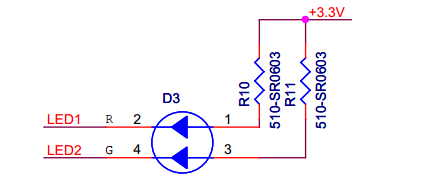 +3.3V
R10
510-SR0603
R11
510-SR0603
D3
LED1 R 2 1
LED2 G 4 3